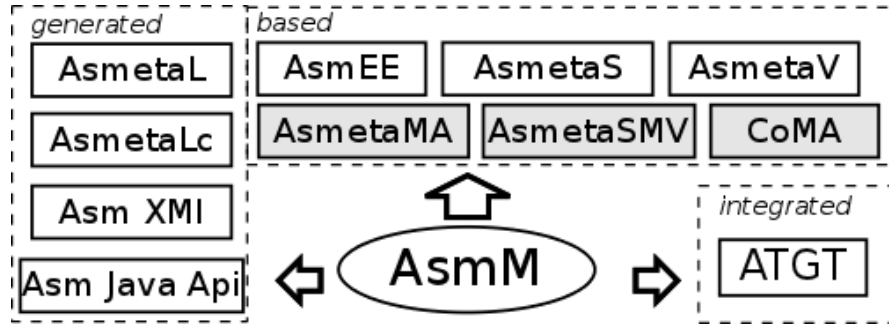 generated
AsmetaL
AsmetaLc
Asm XMI
Asm Java Api
based
AsmEE AsmetaS AsmetaV
AsmetaMA AsmetaSMV CoMA
AsmM
integrated
ATGT